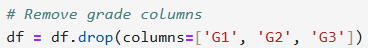 # Remove grade columns
df = df.drop(columns=['G1', 'G2', 'G3'])